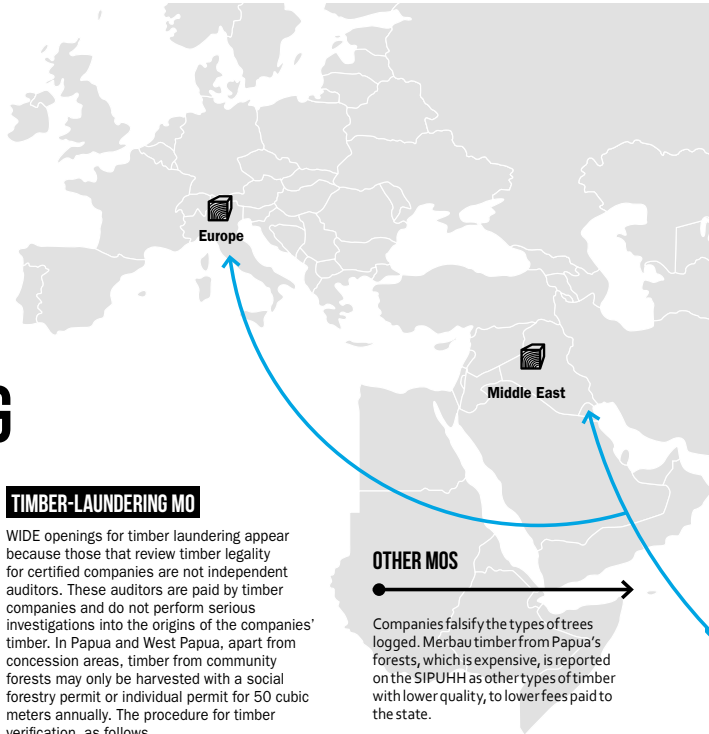 Europe
Middle East
G
TIMBER-LAUNDERING MO
WIDE openings for timber laundering appear
because those that review timber legality
for certified companies are not independent
auditors. These auditors are paid by timber
companies and do not perform serious
investigations into the origins of the companies'
timber. In Papua and West Papua, apart from
concession areas, timber from community
forests may only be harvested with a social
forestry permit or individual permit for 50 cubic
meters annually. The procedure for timber
verification, as follows
OTHER MOS
Companies falsify the types of trees
logged. Merbau timber from Papua's
forests, which is expensive, is reported
on the SIPUHH as other types of timber
with lower quality, to lower fees paid to
the state.